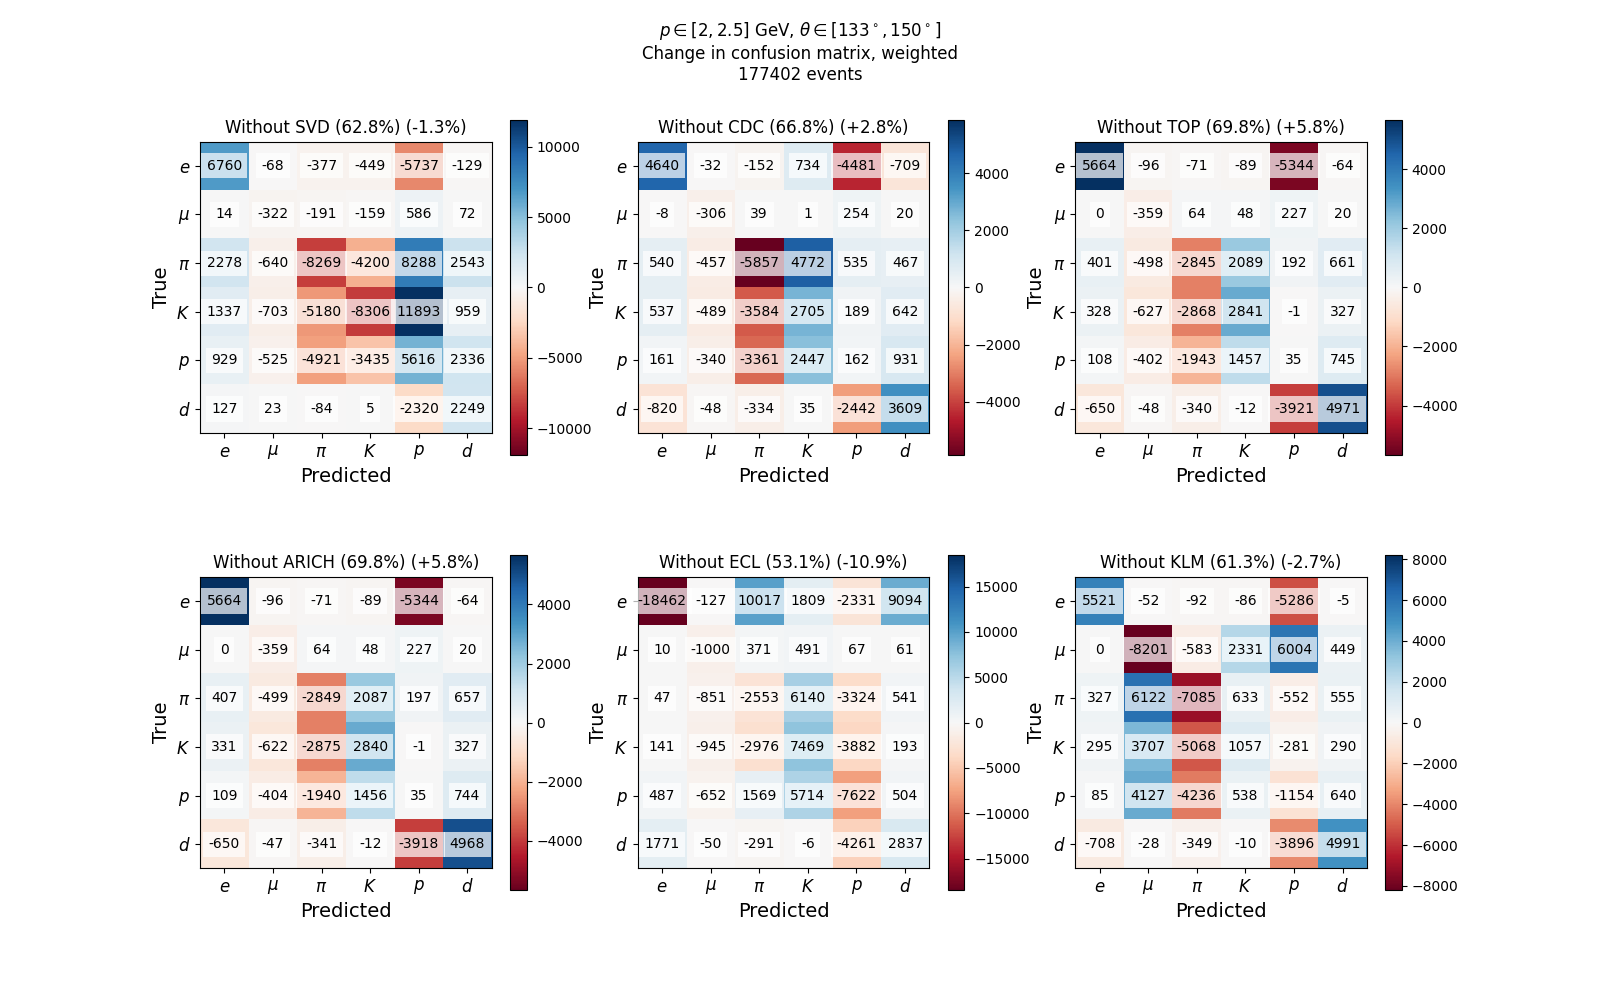 p ∈ [2, 2.5] GeV, θ ∈ [133°, 150°]
Change in confusion matrix, weighted
177402 events
Without SVD (62.8%) (-1.3%)
e 6760 -68 -377 -449 -5737 -129
μ 14 -322 -191 -159 586 72
π 2278 -640 -8269 -4200 8288 2543
K 1337 -703 -5180 -8306 11893 959
p 929 -525 -4921 -3435 5616 2336
d 127 23 -84 5 -2320 2249
e μ π K p d
Predicted
True
10000
5000
0
−5000
−10000
Without CDC (66.8%) (+2.8%)
4640 -32 -152 734 -4481 -709
-8 -306 39 1 254 20
540 -457 -5857 4772 535 467
537 -489 -3584 2705 189 642
161 -340 -3361 2447 162 931
-820 -48 -334 35 -2442 3609
e μ π K p d
Predicted
True
4000
2000
0
−2000
−4000
Without TOP (69.8%) (+5.8%)
5664 -96 -71 -89 -5344 -64
0 -359 64 48 227 20
401 -498 -2845 2089 192 661
328 -627 -2868 2841 -1 327
108 -402 -1943 1457 35 745
-650 -48 -340 -12 -3921 4971
e μ π K p d
Predicted
True
4000
2000
0
−2000
−4000
Without ARICH (69.8%) (+5.8%)
e 5664 -96 -71 -89 -5344 -64
μ 0 -359 64 48 227 20
π 407 -499 -2849 2087 197 657
K 331 -622 -2875 2840 -1 327
p 109 -404 -1940 1456 35 744
d -650 -47 -341 -12 -3918 4968
e μ π K p d
Predicted
True
4000
2000
0
−2000
−4000
Without ECL (53.1%) (-10.9%)
e -18462 -127 10017 1809 -2331 9094
μ 10 -1000 371 491 67 61
π 47 -851 -2553 6140 -3324 541
K 141 -945 -2976 7469 -3882 193
p 487 -652 1569 5714 -7622 504
d 1771 -50 -291 -6 -4261 2837
e μ π K p d
Predicted
True
15000
10000
5000
0
−5000
−10000
−15000
Without KLM (61.3%) (-2.7%)
e 5521 -52 -92 -86 -5286 -5
μ 0 -8201 -583 2331 6004 449
π 327 6122 -7085 633 -552 555
K 295 3707 -5068 1057 -281 290
p 85 4127 -4236 538 -1154 640
d -708 -28 -349 -10 -3896 4991
e μ π K p d
Predicted
True
8000
6000
4000
2000
0
−2000
−4000
−6000
−8000